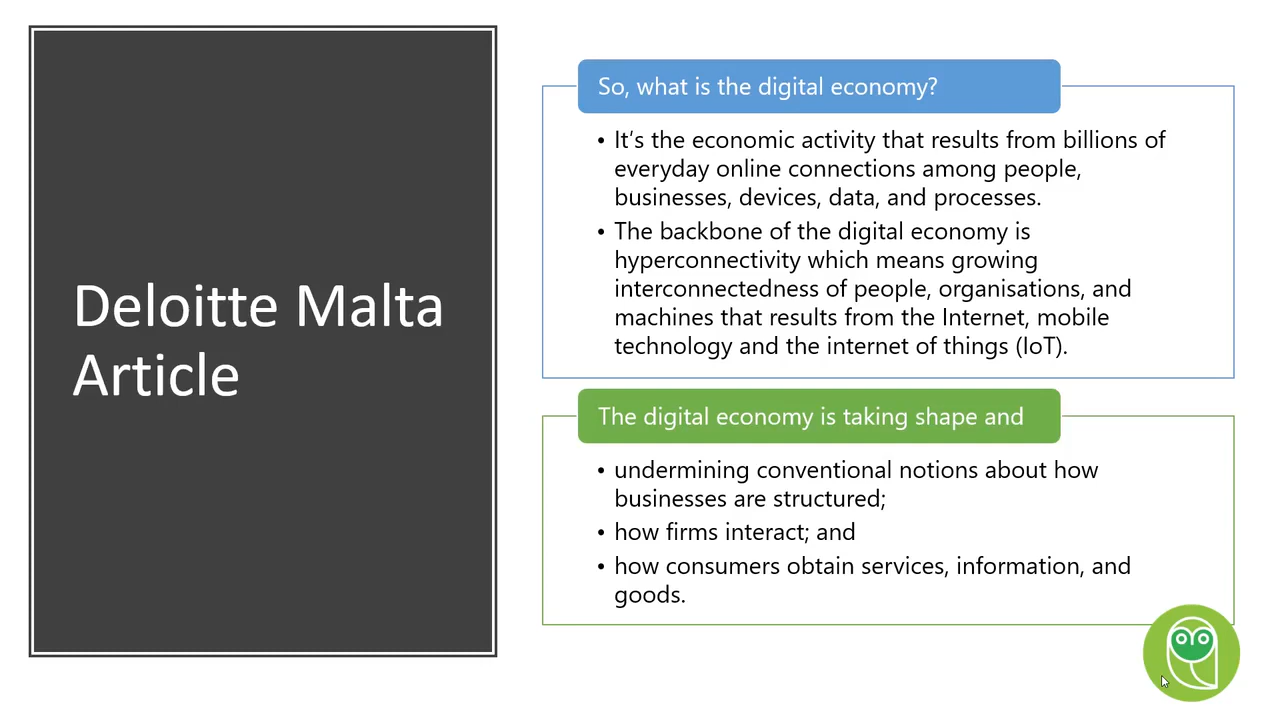 Deloitte Malta
Article
So, what is the digital economy?
• It's the economic activity that results from billions of
everyday online connections among people,
businesses, devices, data, and processes.
• The backbone of the digital economy is
hyperconnectivity which means growing
interconnectedness of people, organisations, and
machines that results from the Internet, mobile
technology and the internet of things (IoT).
The digital economy is taking shape and
• undermining conventional notions about how
businesses are structured;
• how firms interact; and
• how consumers obtain services, information, and
goods.